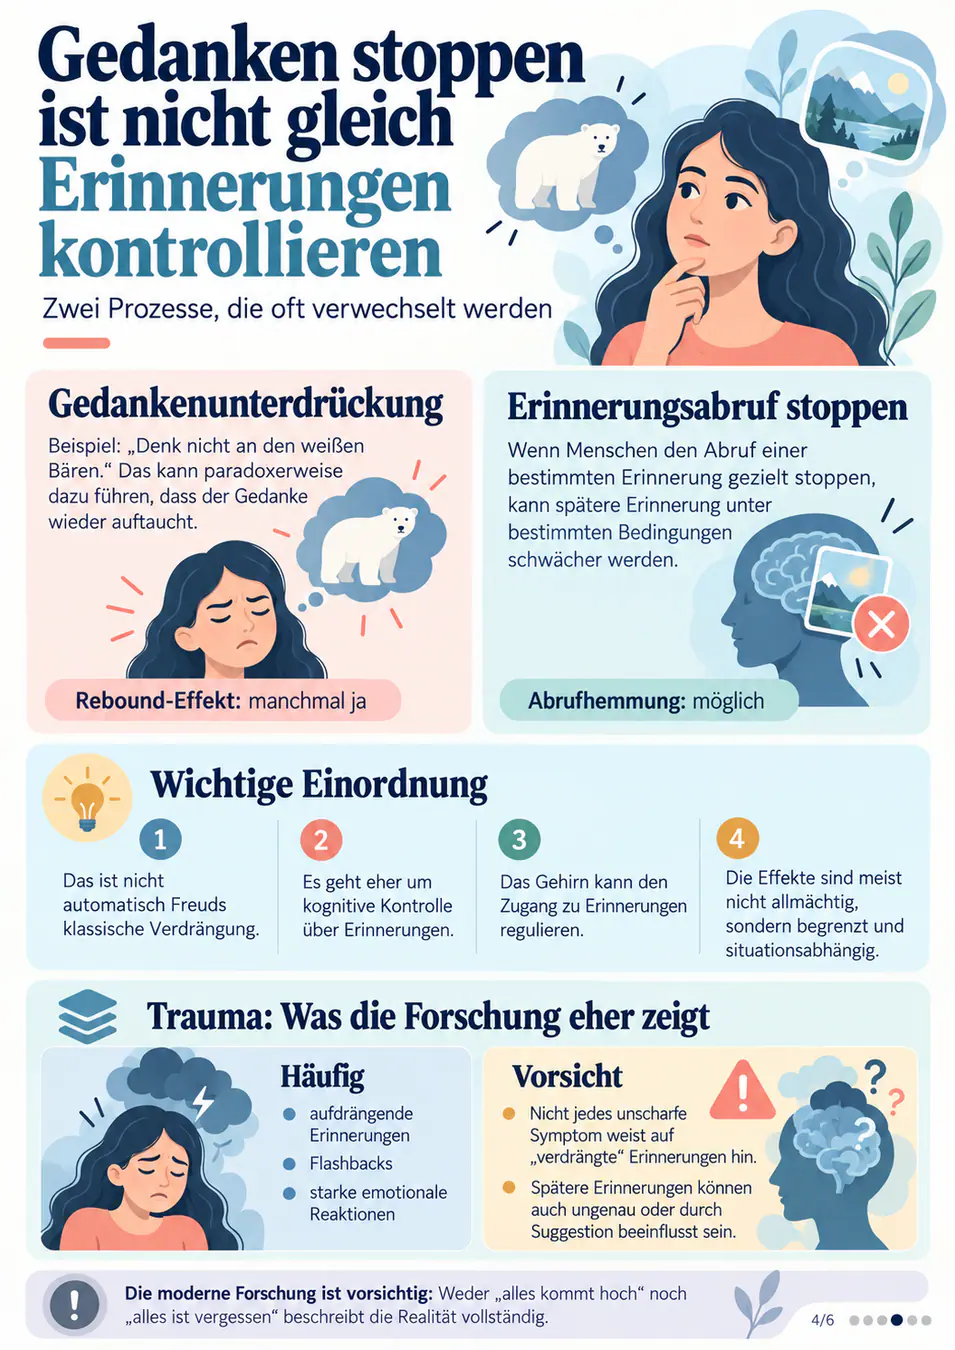 Gedanken stoppen
ist nicht gleich
Erinnerungen
kontrollieren
Zwei Prozesse, die oft verwechselt werden
Gedankenunterdrückung
Beispiel: „Denk nicht an den weißen
Bären.“ Das kann paradoxerweise
dazu führen, dass der Gedanke
wieder auftaucht.
Rebound-Effekt: manchmal ja
Erinnerungsabruf stoppen
Wenn Menschen den Abruf einer
bestimmten Erinnerung gezielt stoppen,
kann spätere Erinnerung unter
bestimmten Bedingungen
schwächer werden.
Abrufhemmung: möglich
Wichtige Einordnung
1
Das ist nicht
automatisch Freuds
klassische Verdrängung.
2
Es geht eher um
kognitive Kontrolle
über Erinnerungen.
3
Das Gehirn kann den
Zugang zu Erinnerungen
regulieren.
4
Die Effekte sind meist
nicht allmächtig,
sondern begrenzt und
situationsabhängig.
Trauma: Was die Forschung eher zeigt
Häufig
aufdrängende
Erinnerungen
Flashbacks
starke emotionale
Reaktionen
Vorsicht
Nicht jedes unscharfe
Symptom weist auf
„verdrängte“ Erinnerungen hin.
Spätere Erinnerungen können
auch ungenau oder durch
Suggestion beeinflusst sein.
Die moderne Forschung ist vorsichtig: Weder „alles kommt hoch“ noch
„alles ist vergessen“ beschreibt die Realität vollständig.
4/6